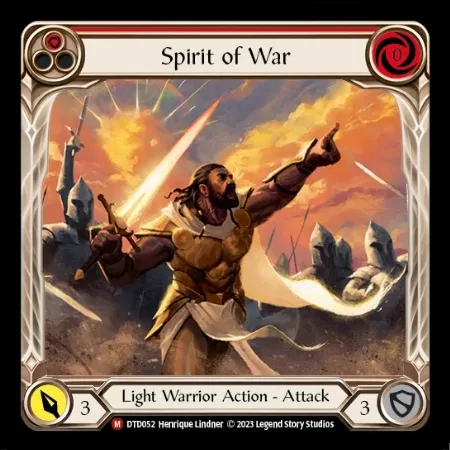 Spirit of War
0
3
Light Warrior Action - Attack
3
M DTD052 Henrique Lindner © 2023 Legend Story Studios